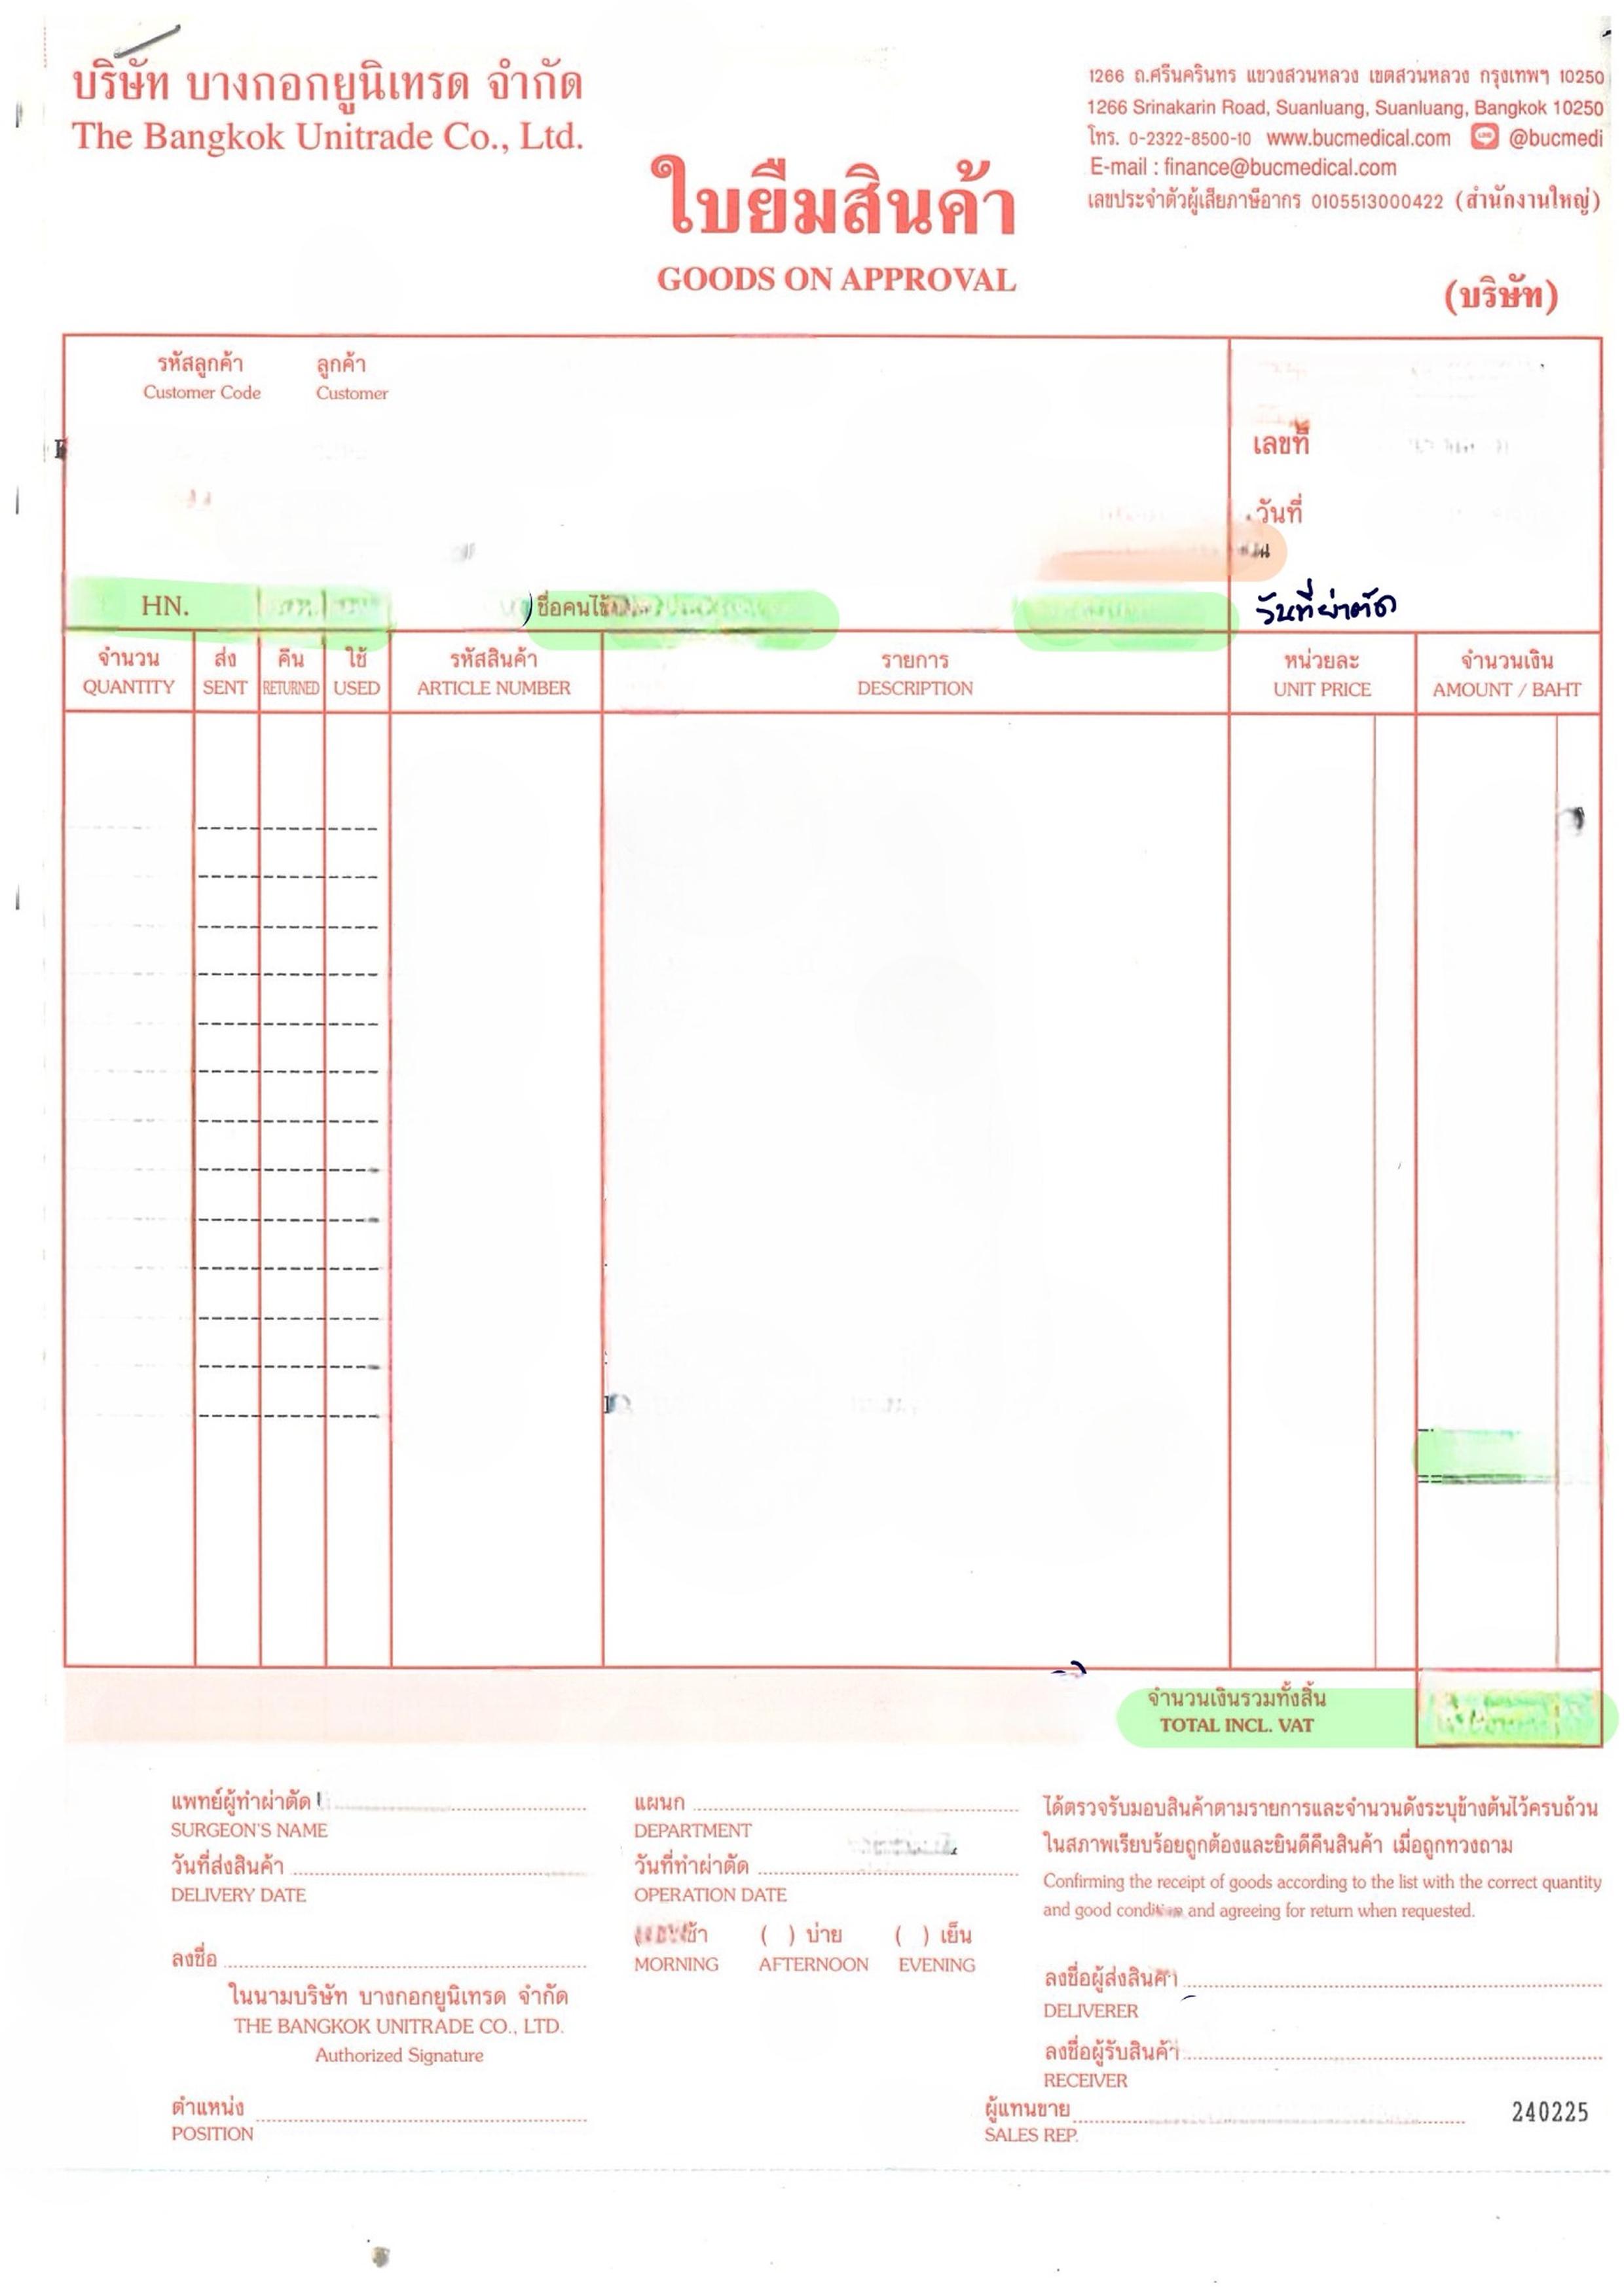 บริษัท บางกอกยูนิเทรด จำกัด
The Bangkok Unitrade Co., Ltd.
1266 ถ.ศรีนครินทร แขวงสวนหลวง เขตสวนหลวง กรุงเทพฯ 10250
1266 Srinakarin Road, Suanluang, Suanluang, Bangkok 10250
โทร. 0-2322-8500-10 www.bucmedical.com @bucmedi
E-mail : finance@bucmedical.com
เลขประจำตัวผู้เสียภาษีอากร 0105513000422 (สำนักงานใหญ่)
ใบยืมสินค้า
GOODS ON APPROVAL
(บริษัท)
รหัสลูกค้า ลูกค้า
Customer Code Customer
เลขที่
วันที่
HN. ชื่อคนไข้ วันที่ผ่าตัด
จำนวน ส่ง คืน ใช้ รหัสสินค้า รายการ หน่วยละ จำนวนเงิน
QUANTITY SENT RETURNED USED ARTICLE NUMBER DESCRIPTION UNIT PRICE AMOUNT / BAHT
จำนวนเงินรวมทั้งสิ้น
TOTAL INCL. VAT
แพทย์ผู้ทำผ่าตัด
SURGEON'S NAME
วันที่ส่งสินค้า
DELIVERY DATE
ลงชื่อ
ในนามบริษัท บางกอกยูนิเทรด จำกัด
THE BANGKOK UNITRADE CO., LTD.
Authorized Signature
ตำแหน่ง
POSITION
แผนก
DEPARTMENT
วันที่ทำผ่าตัด
OPERATION DATE
เช้า ( ) บ่าย ( ) เย็น
MORNING AFTERNOON EVENING
ได้ตรวจรับมอบสินค้าตามรายการและจำนวนดังระบุข้างต้นไว้ครบถ้วน
ในสภาพเรียบร้อยถูกต้องและยินดีคืนสินค้า เมื่อถูกทวงถาม
Confirming the receipt of goods according to the list with the correct quantity
and good condition and agreeing for return when requested.
ลงชื่อผู้ส่งสินค้า
DELIVERER
ลงชื่อผู้รับสินค้า
RECEIVER
ผู้แทนขาย 240225
SALES REP.